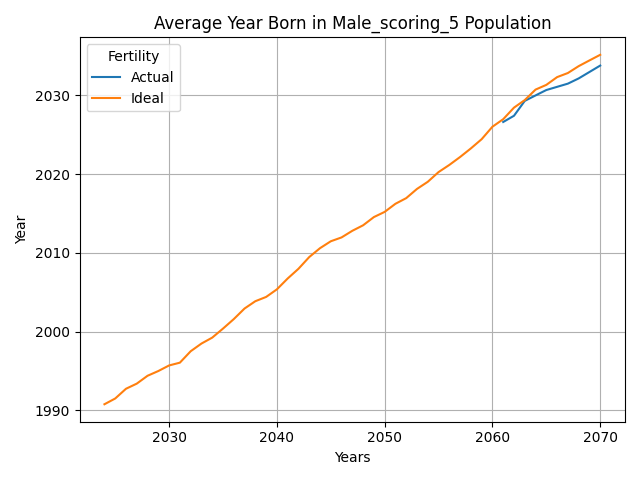 Average Year Born in Male_scoring_5 Population
Fertility
Actual
Ideal
Year
2030
2020
2010
2000
1990
2030 2040 2050 2060 2070
Years